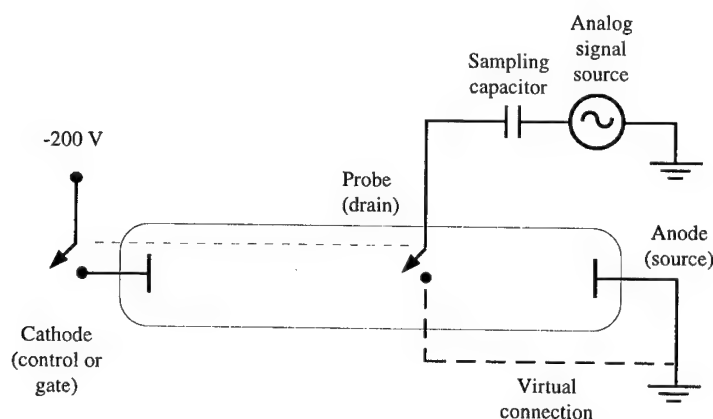 Analog
signal
source
Sampling
capacitor
-200 V
Probe
(drain)
Anode
(source)
Cathode
(control or
gate)
Virtual
connection